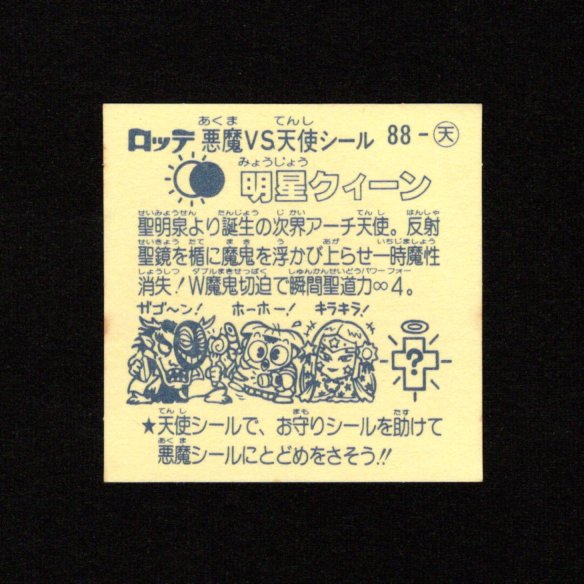 あくま てんし
ロッテ 悪魔VS.天使シール 88-天
みょうじょう
明星クィーン
せいみょうせん たんじょう じかい てんし はんしゃ
聖明泉より誕生の次界アーチ天使。反射
せいきょう たて まき う あが いちじましょう
聖鏡を楯に魔鬼を浮かび上らせ一時魔性
しょうしつ ダブルまきせっぱく しゅんかんせいどうパワーフォー
消失!W魔鬼切迫で瞬間聖道力∞4。
ガゴ〜ン! ホーホー! キラキラ!
?
てんし まも たす
★天使シールで、お守りシールを助けて
あくま
悪魔シールにとどめをさそう!!